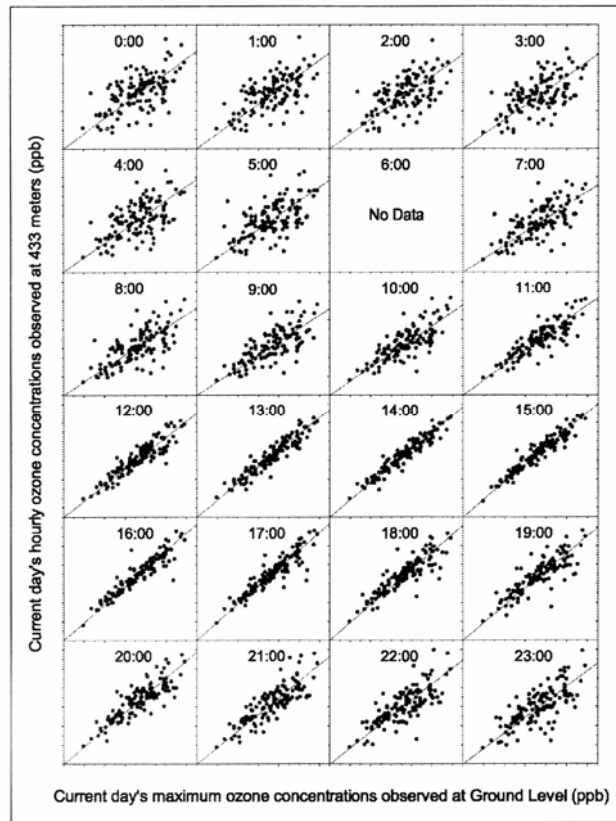 Current day's hourly ozone concentrations observed at 433 meters (ppb)
0:00 1:00 2:00 3:00
4:00 5:00 6:00 7:00
No Data
8:00 9:00 10:00 11:00
12:00 13:00 14:00 15:00
16:00 17:00 18:00 19:00
20:00 21:00 22:00 23:00
Current day's maximum ozone concentrations observed at Ground Level (ppb)